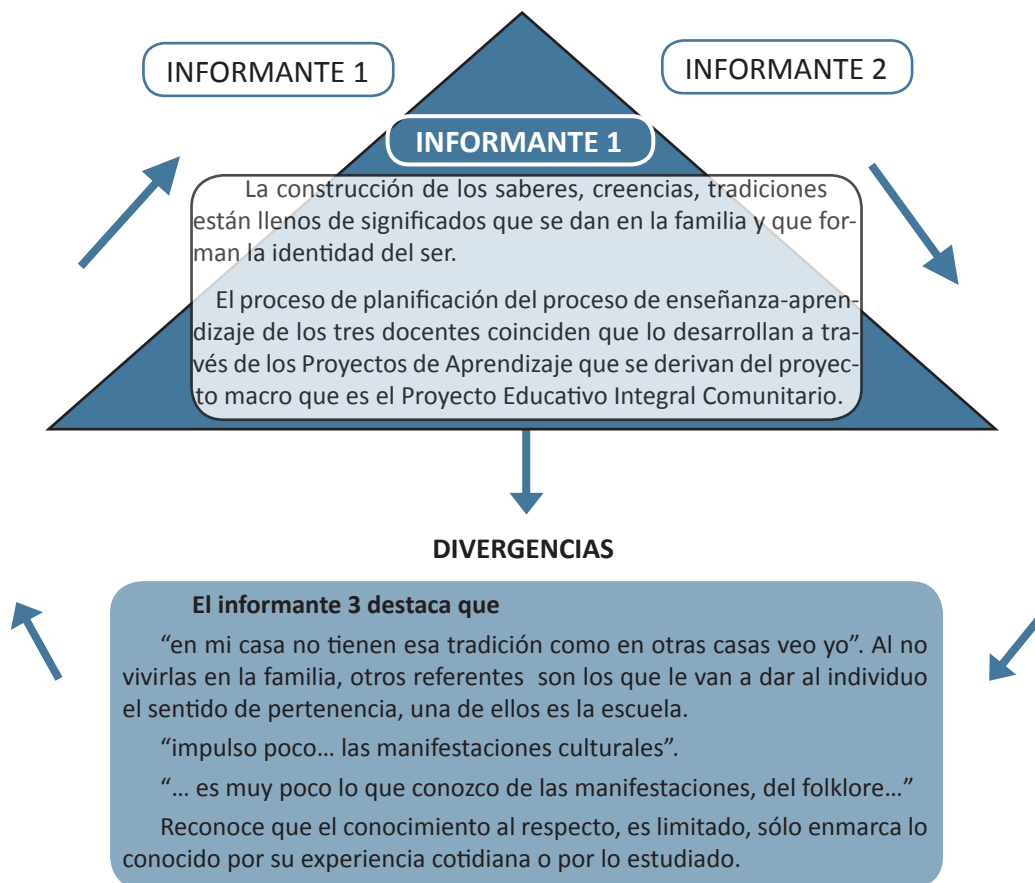 INFORMANTE 1
INFORMANTE 2
INFORMANTE 1
La construcción de los saberes, creencias, tradiciones
están llenos de significados que se dan en la familia y que for-
man la identidad del ser.
El proceso de planificación del proceso de enseñanza-apren-
dizaje de los tres docentes coinciden que lo desarrollan a tra-
vés de los Proyectos de Aprendizaje que se derivan del proyec-
to macro que es el Proyecto Educativo Integral Comunitario.
DIVERGENCIAS
El informante 3 destaca que
“en mi casa no tienen esa tradición como en otras casas veo yo”. Al no
vivirlas en la familia, otros referentes son los que le van a dar al individuo
el sentido de pertenencia, una de ellos es la escuela.
“impulso poco… las manifestaciones culturales”.
“… es muy poco lo que conozco de las manifestaciones, del folklore…”
Reconoce que el conocimiento al respecto, es limitado, sólo enmarca lo
conocido por su experiencia cotidiana o por lo estudiado.